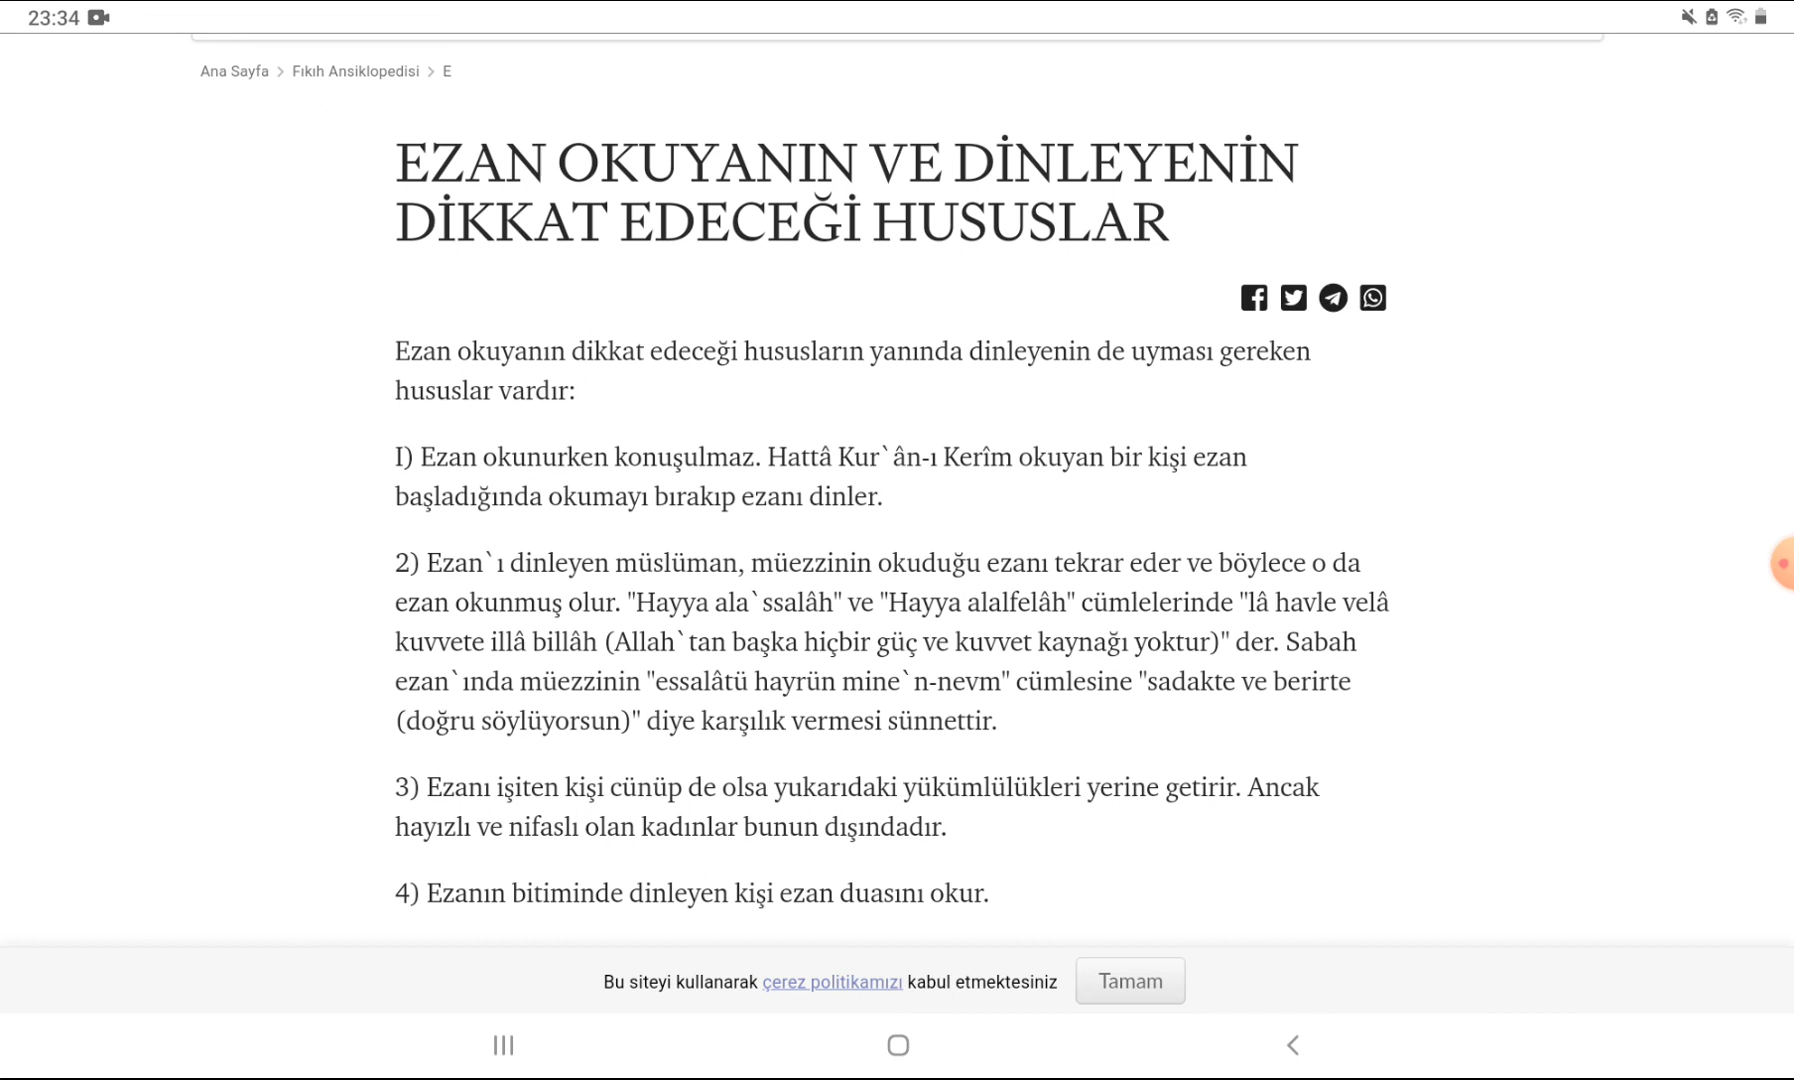 23:34
Ana Sayfa > Fıkıh Ansiklopedisi > E
EZAN OKUYANIN VE DİNLEYENİN
DİKKAT EDECEĞİ HUSUSLAR
Ezan okuyanın dikkat edeceği hususların yanında dinleyenin de uyması gereken
hususlar vardır:
I) Ezan okunurken konuşulmaz. Hattâ Kur`ân-ı Kerîm okuyan bir kişi ezan
başladığında okumayı bırakıp ezanı dinler.
2) Ezan`ı dinleyen müslüman, müezzinin okuduğu ezanı tekrar eder ve böylece o da
ezan okunmuş olur. "Hayya ala`ssalâh" ve "Hayya alalfelâh" cümlelerinde "lâ havle velâ
kuvvete illâ billâh (Allah`tan başka hiçbir güç ve kuvvet kaynağı yoktur)" der. Sabah
ezan`ında müezzinin "essalâtü hayrün mine`n-nevm" cümlesine "sadakte ve berirte
(doğru söylüyorsun)" diye karşılık vermesi sünnettir.
3) Ezanı işiten kişi cünüp de olsa yukarıdaki yükümlülükleri yerine getirir. Ancak
hayızlı ve nifaslı olan kadınlar bunun dışındadır.
4) Ezanın bitiminde dinleyen kişi ezan duasını okur.
Bu siteyi kullanarak çerez politikamızı kabul etmektesiniz Tamam